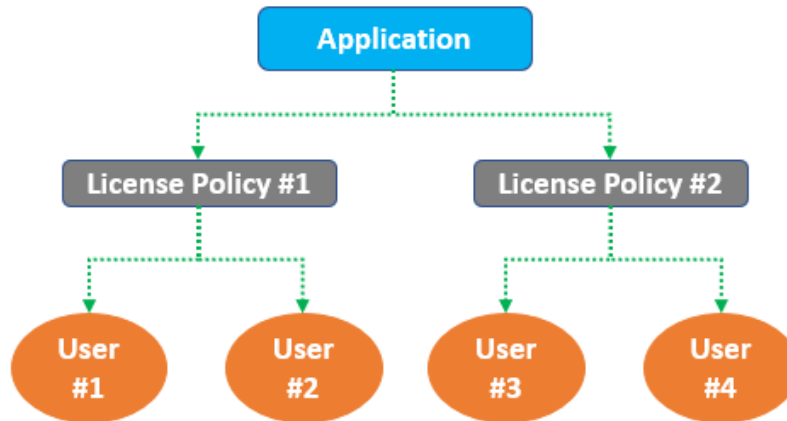 Application
License Policy #1
License Policy #2
User
#1
User
#2
User
#3
User
#4